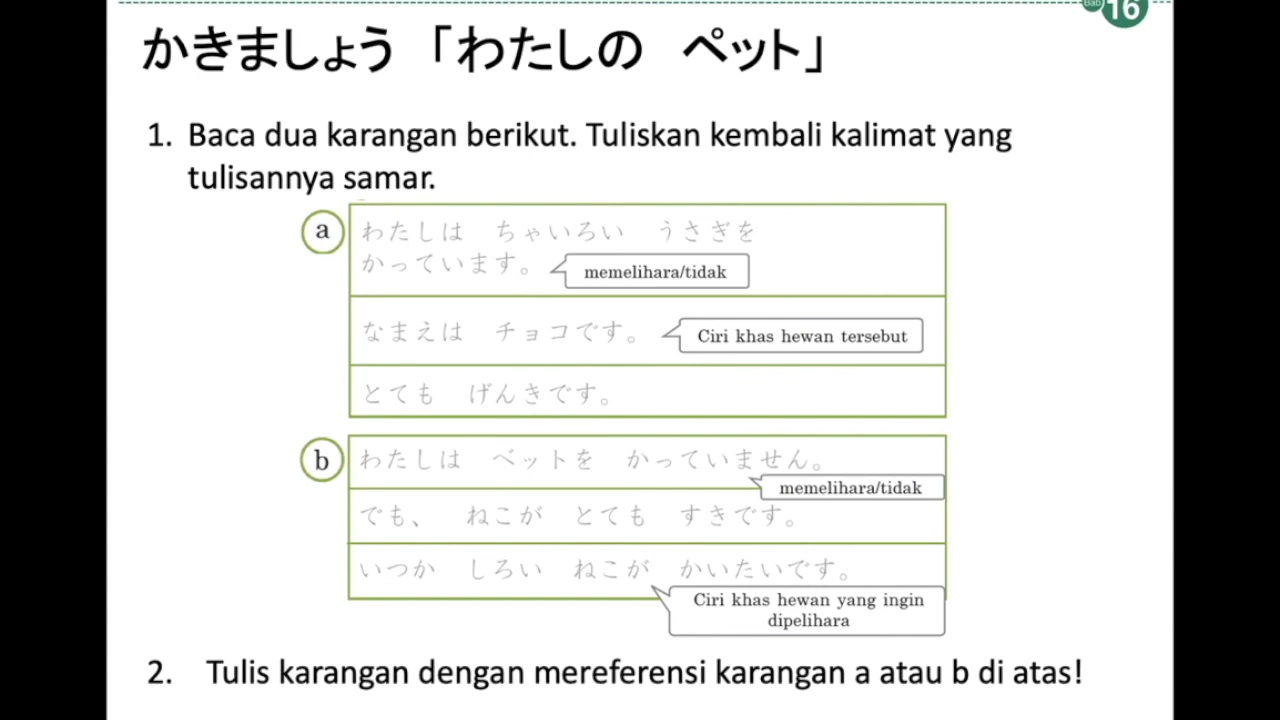 Bab 16
かきましょう 「わたしの ペット」
1. Baca dua karangan berikut. Tuliskan kembali kalimat yang
tulisannya samar.
a
わたしは ちゃいろい うさぎを
かっています。
memelihara/tidak
なまえは チョコです。
Ciri khas hewan tersebut
とても げんきです。
b
わたしは ペットを かっていません。
memelihara/tidak
でも、 ねこが とても すきです。
いつか しろい ねこが かいたいです。
Ciri khas hewan yang ingin
dipelihara
2. Tulis karangan dengan mereferensi karangan a atau b di atas!